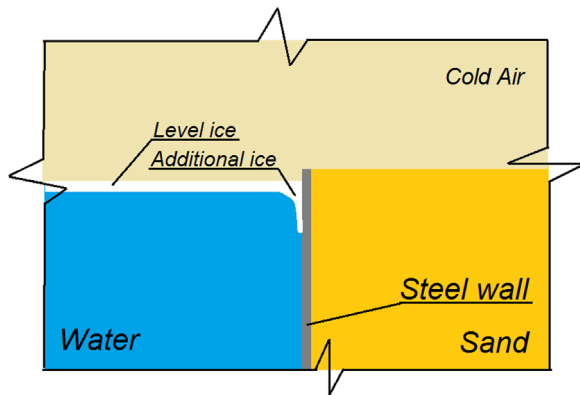 Cold Air
Level ice
Additional ice
Steel wall
Water
Sand